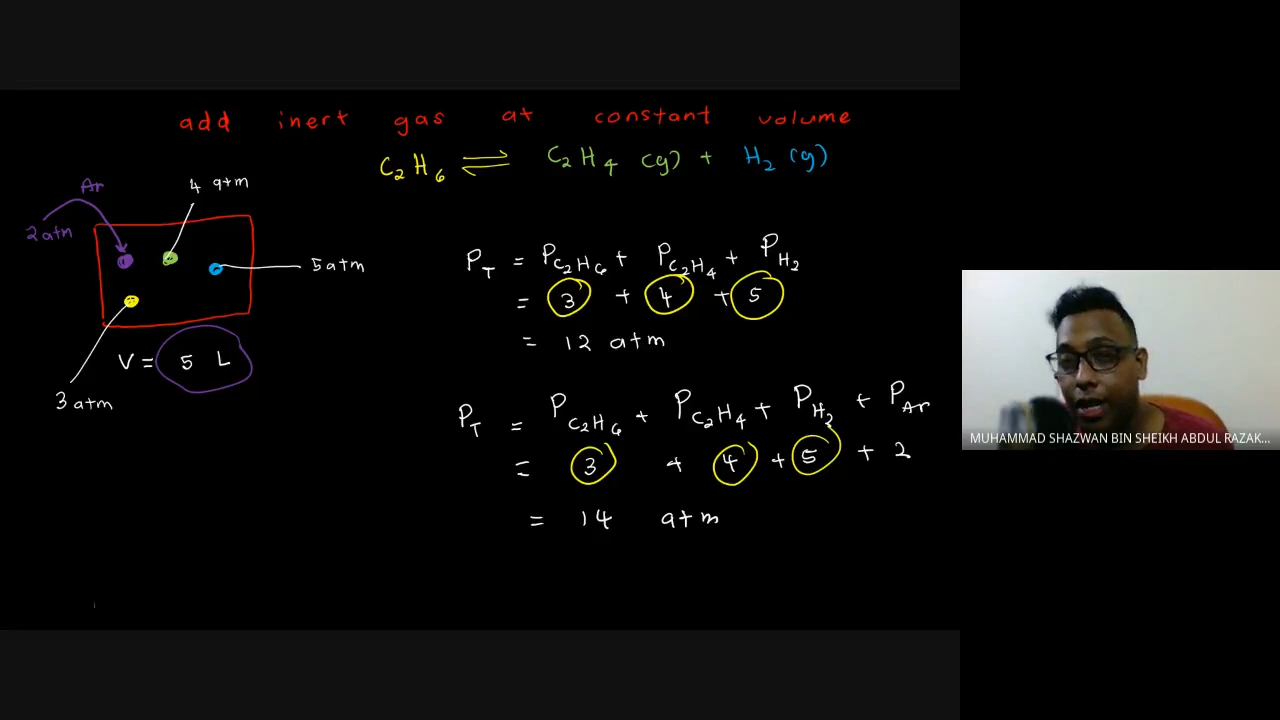 add inert gas at constant volume
C2H6 ⇌ C2H4 (g) + H2 (g)
Ar
4 atm
2 atm
5 atm
V = 5 L
3 atm
PT = PC2H6 + PC2H4 + PH2
= 3 + 4 + 5
= 12 atm
PT = PC2H6 + PC2H4 + PH2 + PAr
= 3 + 4 + 5 + 2
= 14 atm
MUHAMMAD SHAZWAN BIN SHEIKH ABDUL RAZAK...